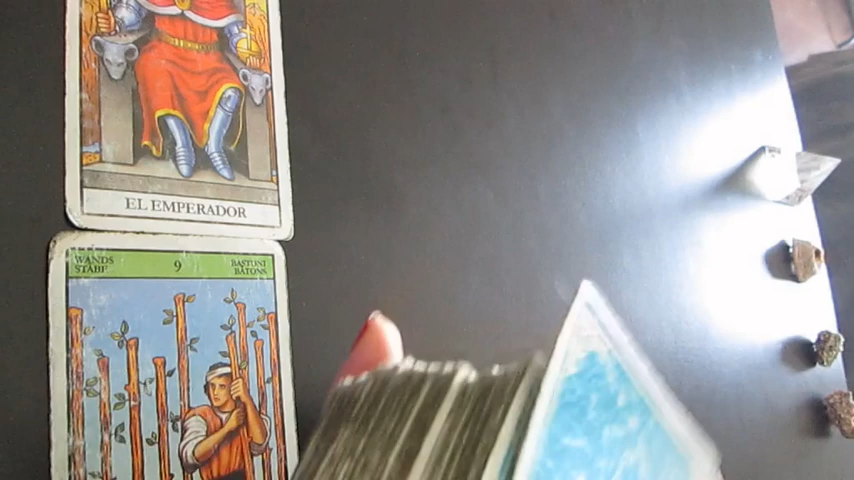 EL EMPERADOR
WANDS 9 BASTONI
STÄBE BATONS